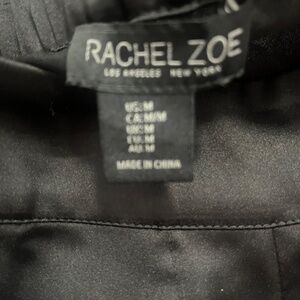 RACHEL ZOE
LOS ANGELES NEW YORK
US: M
CA: M/M
UK: M
EU: M
AU: M
MADE IN CHINA